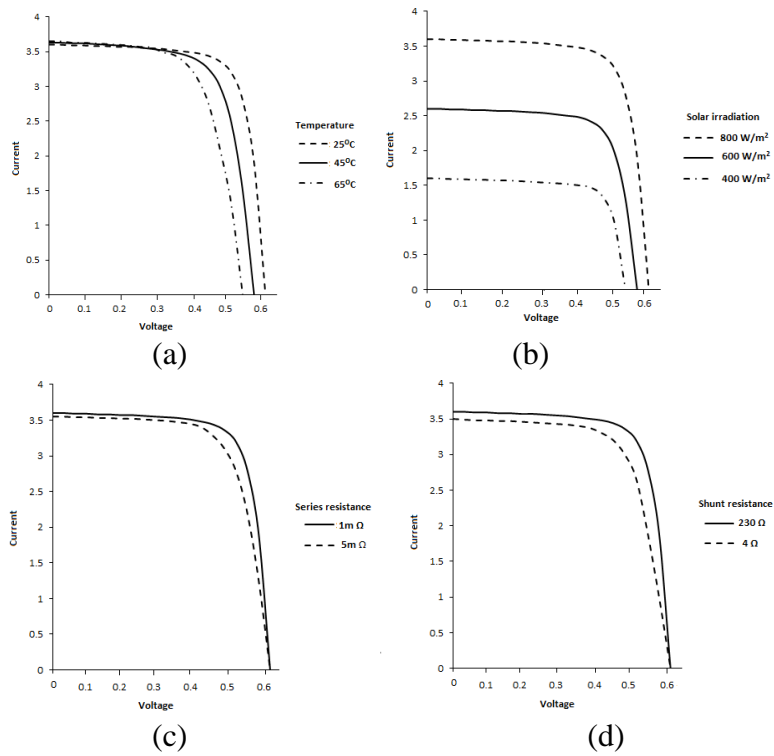 4
3.5
3
2.5
2
1.5
1
0.5
0
Current
0 0.1 0.2 0.3 0.4 0.5 0.6
Voltage
Temperature
25⁰C
45⁰C
65⁰C
(a)
4
3.5
3
2.5
2
1.5
1
0.5
0
Current
0 0.1 0.2 0.3 0.4 0.5 0.6
Voltage
Solar irradiation
800 W/m²
600 W/m²
400 W/m²
(b)
4
3.5
3
2.5
2
1.5
1
0.5
0
Current
0 0.1 0.2 0.3 0.4 0.5 0.6
Voltage
Series resistance
1m Ω
5m Ω
(c)
4
3.5
3
2.5
2
1.5
1
0.5
0
Current
0 0.1 0.2 0.3 0.4 0.5 0.6
Voltage
Shunt resistance
230 Ω
4 Ω
(d)